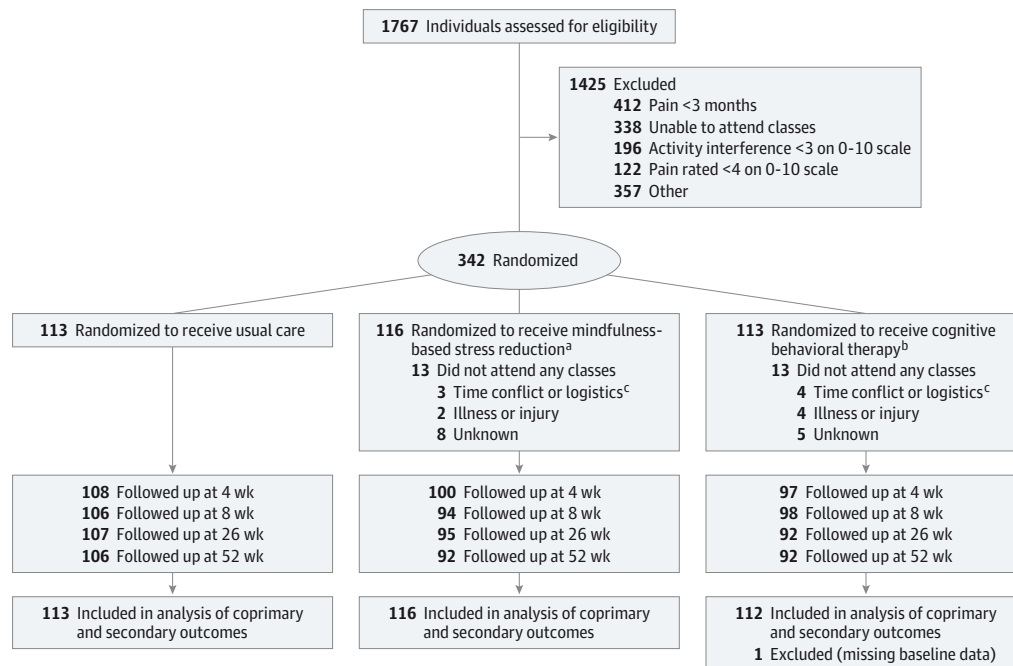 1767 Individuals assessed for eligibility
1425 Excluded
412 Pain <3 months
338 Unable to attend classes
196 Activity interference <3 on 0-10 scale
122 Pain rated <4 on 0-10 scale
357 Other
342 Randomized
113 Randomized to receive usual care
116 Randomized to receive mindfulness-
based stress reductionᵃ
13 Did not attend any classes
3 Time conflict or logisticsᶜ
2 Illness or injury
8 Unknown
113 Randomized to receive cognitive
behavioral therapyᵇ
13 Did not attend any classes
4 Time conflict or logisticsᶜ
4 Illness or injury
5 Unknown
108 Followed up at 4 wk
106 Followed up at 8 wk
107 Followed up at 26 wk
106 Followed up at 52 wk
100 Followed up at 4 wk
94 Followed up at 8 wk
95 Followed up at 26 wk
92 Followed up at 52 wk
97 Followed up at 4 wk
98 Followed up at 8 wk
92 Followed up at 26 wk
92 Followed up at 52 wk
113 Included in analysis of coprimary
and secondary outcomes
116 Included in analysis of coprimary
and secondary outcomes
112 Included in analysis of coprimary
and secondary outcomes
1 Excluded (missing baseline data)